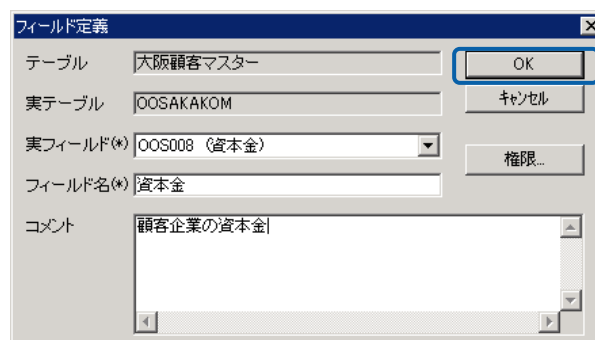 フィールド定義
テーブル 大阪顧客マスター OK
実テーブル OOSAKAKOM キャンセル
実フィールド(*) OOS008 (資本金)
権限...
フィールド名(*) 資本金
コメント 顧客企業の資本金